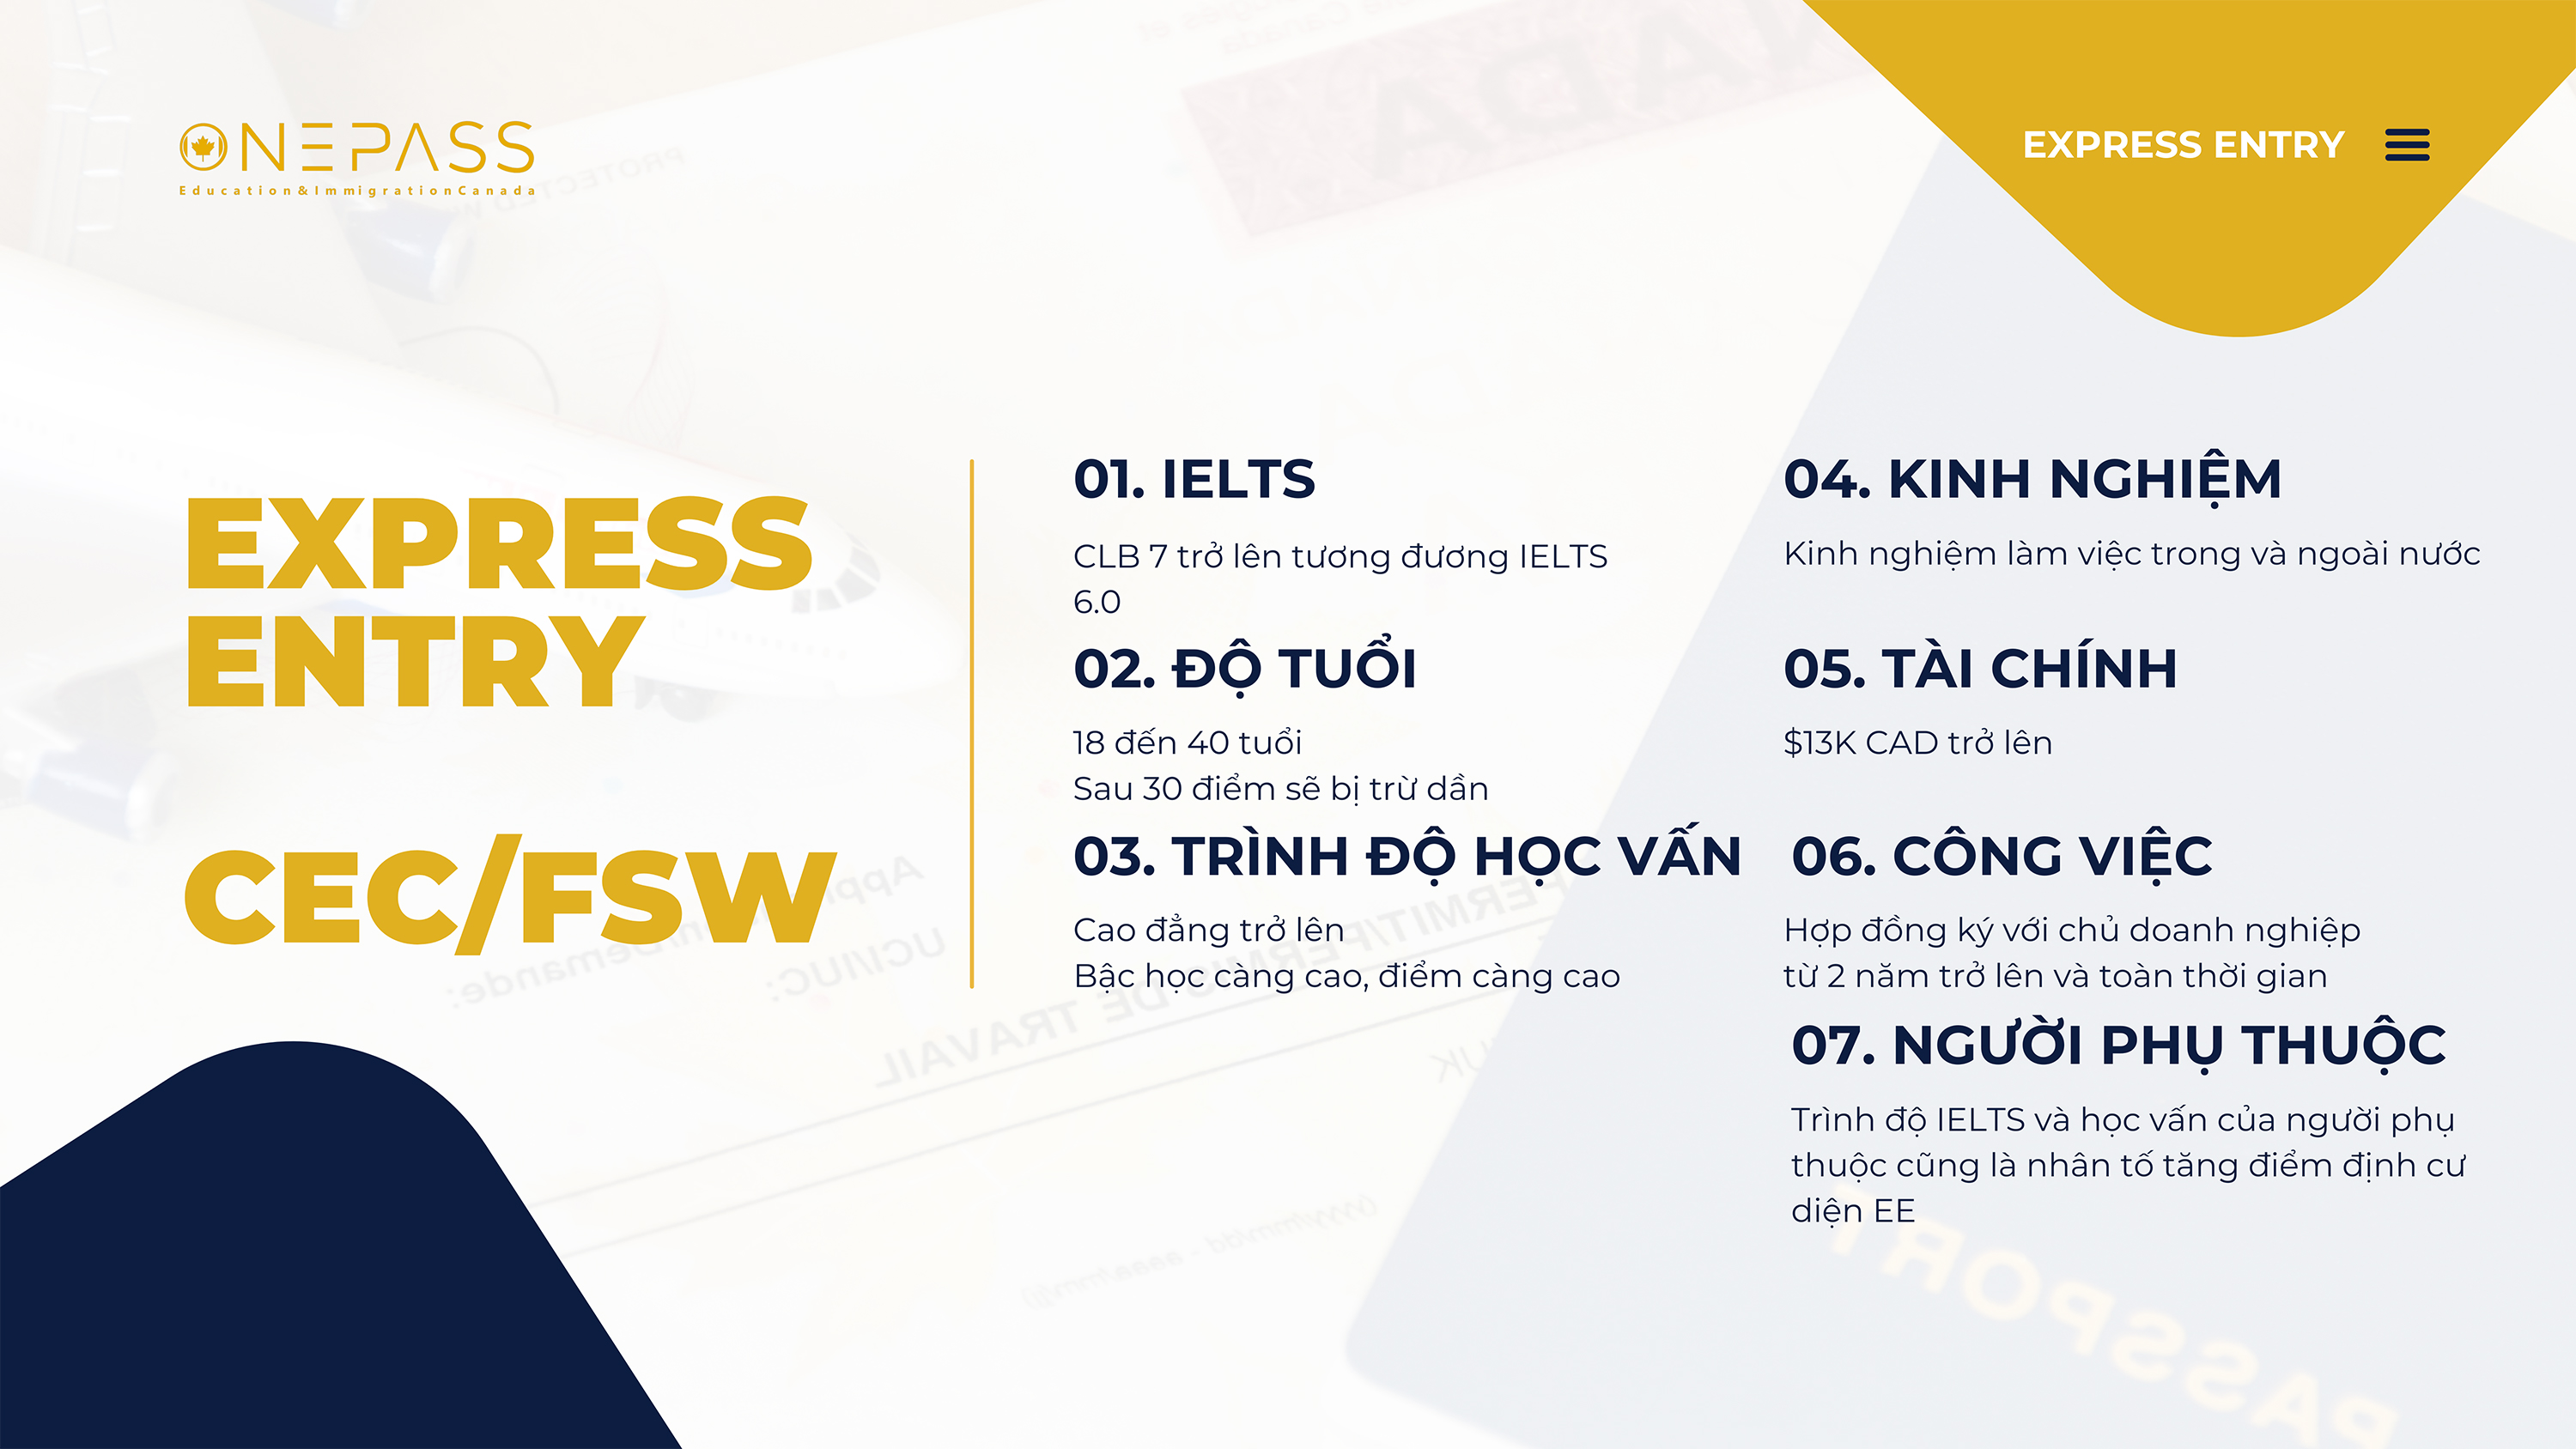 ONEPASS
Education&ImmigrationCanada
EXPRESS ENTRY
EXPRESS
ENTRY
CEC/FSW
01. IELTS
CLB 7 trở lên tương đương IELTS
6.0
02. ĐỘ TUỔI
18 đến 40 tuổi
Sau 30 điểm sẽ bị trừ dần
03. TRÌNH ĐỘ HỌC VẤN
Cao đẳng trở lên
Bậc học càng cao, điểm càng cao
04. KINH NGHIỆM
Kinh nghiệm làm việc trong và ngoài nước
05. TÀI CHÍNH
$13K CAD trở lên
06. CÔNG VIỆC
Hợp đồng ký với chủ doanh nghiệp
từ 2 năm trở lên và toàn thời gian
07. NGƯỜI PHỤ THUỘC
Trình độ IELTS và học vấn của người phụ
thuộc cũng là nhân tố tăng điểm định cư
diện EE
PASSPORT